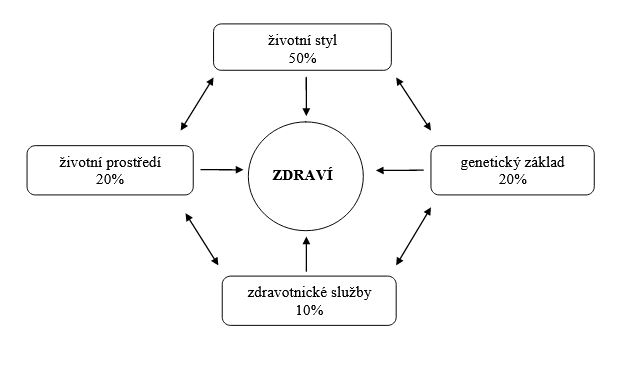 životní styl
50%
životní prostředí
20%
ZDRAVÍ
genetický základ
20%
zdravotnické služby
10%